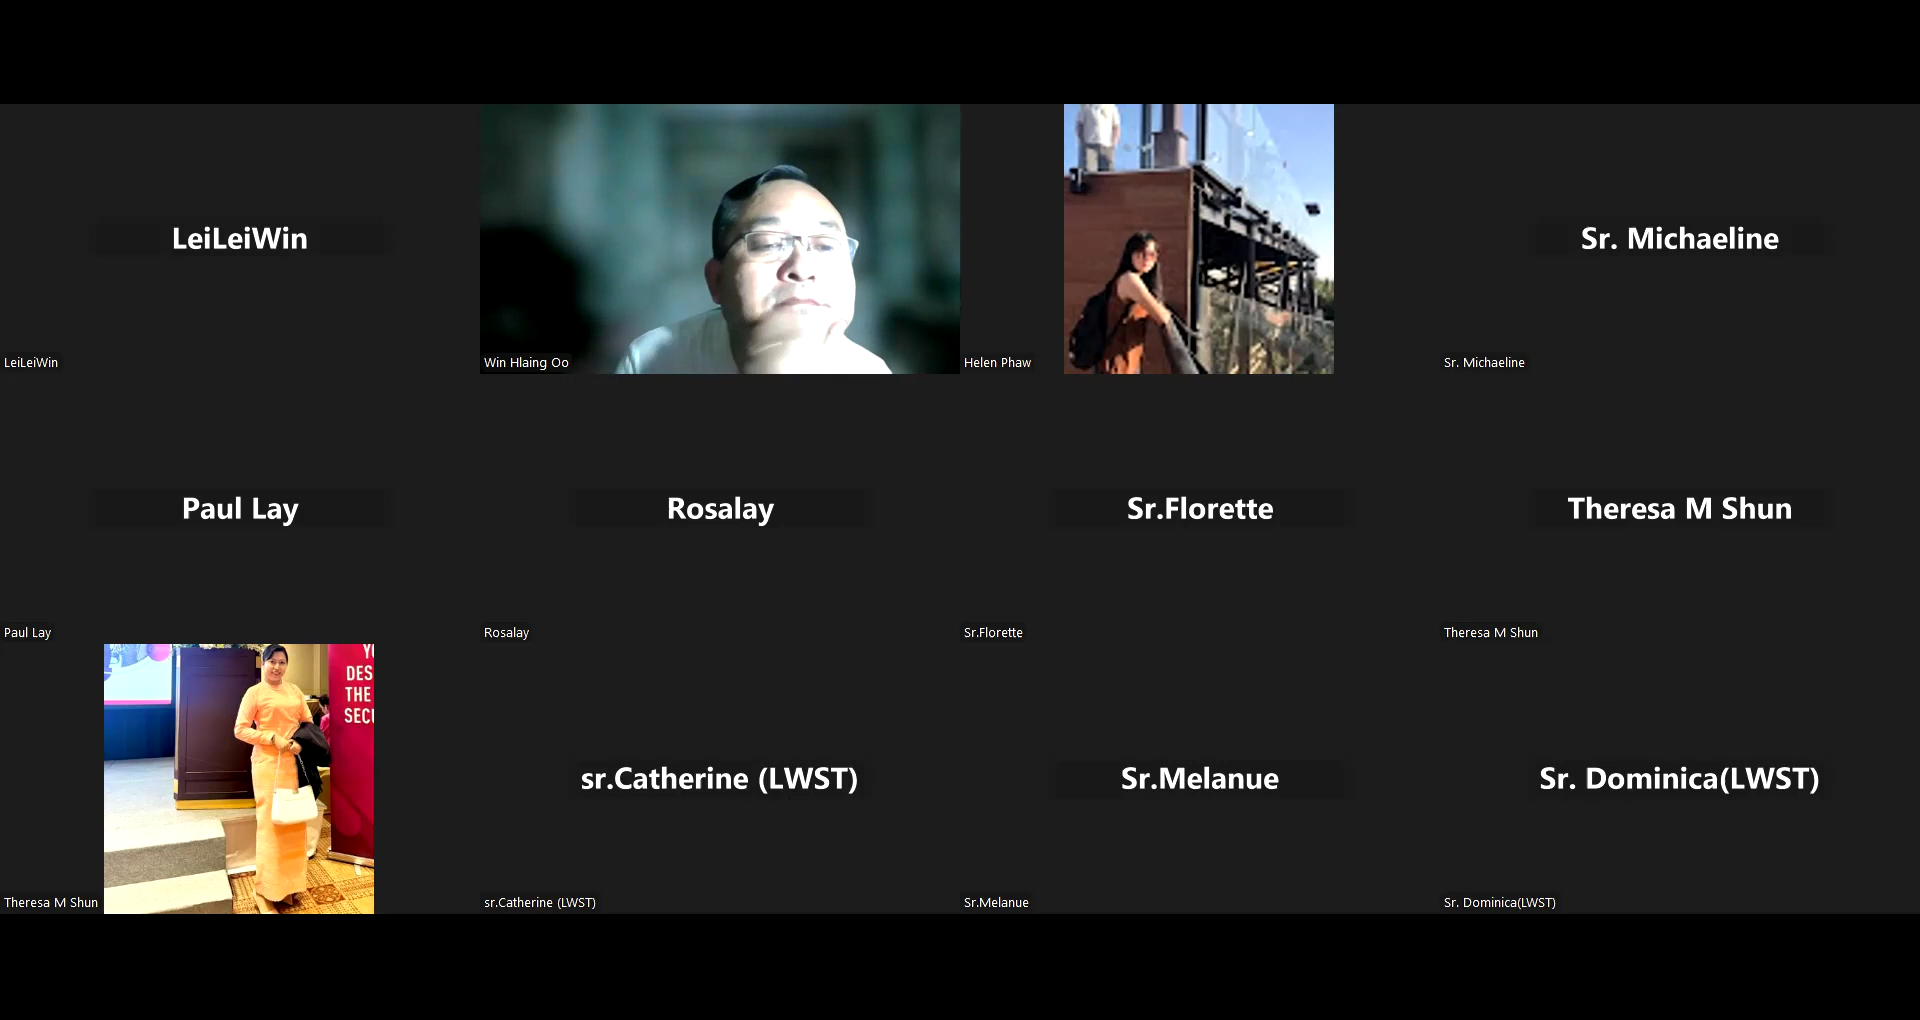 LeiLeiWin
LeiLeiWin
Win Hlaing Oo
Helen Phaw
Sr. Michaeline
Sr. Michaeline
Paul Lay
Paul Lay
Rosalay
Rosalay
Sr.Florette
Sr.Florette
Theresa M Shun
Theresa M Shun
DES
THE
SECU
Theresa M Shun
sr.Catherine (LWST)
sr.Catherine (LWST)
Sr.Melanue
Sr.Melanue
Sr. Dominica(LWST)
Sr. Dominica(LWST)